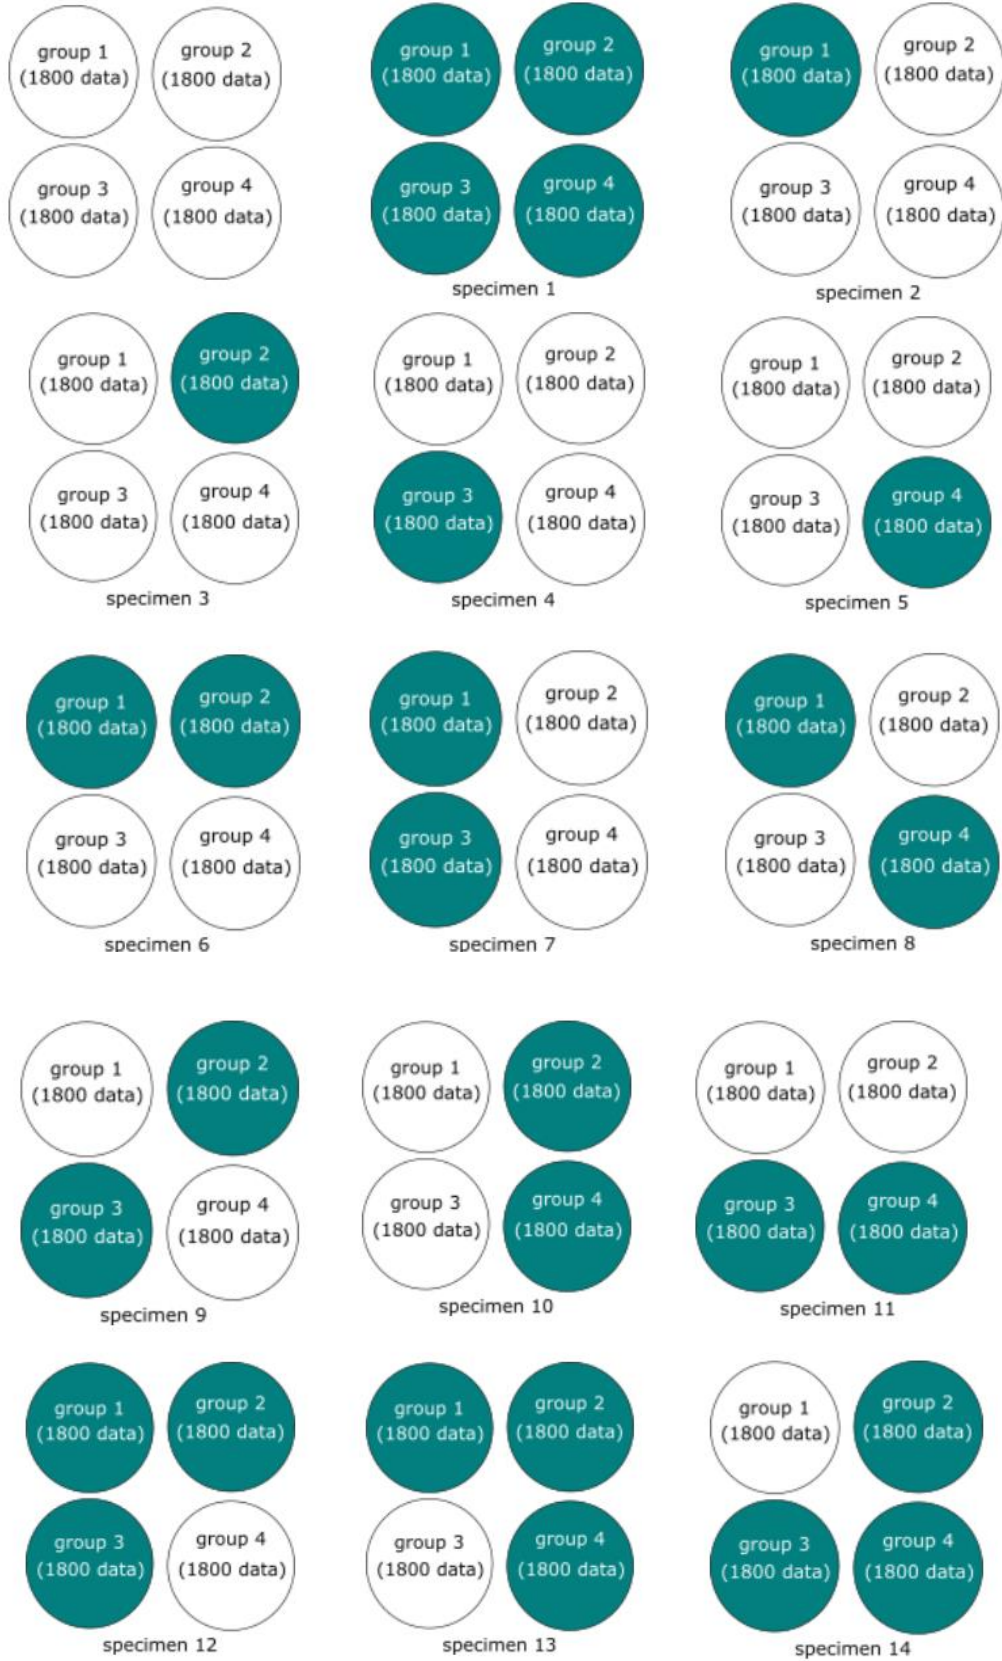 group 1
(1800 data)
group 2
(1800 data)
group 3
(1800 data)
group 4
(1800 data)
group 1
(1800 data)
group 2
(1800 data)
group 3
(1800 data)
group 4
(1800 data)
specimen 1
group 1
(1800 data)
group 2
(1800 data)
group 3
(1800 data)
group 4
(1800 data)
specimen 2
group 1
(1800 data)
group 2
(1800 data)
group 3
(1800 data)
group 4
(1800 data)
specimen 3
group 1
(1800 data)
group 2
(1800 data)
group 3
(1800 data)
group 4
(1800 data)
specimen 4
group 1
(1800 data)
group 2
(1800 data)
group 3
(1800 data)
group 4
(1800 data)
specimen 5
group 1
(1800 data)
group 2
(1800 data)
group 3
(1800 data)
group 4
(1800 data)
specimen 6
group 1
(1800 data)
group 2
(1800 data)
group 3
(1800 data)
group 4
(1800 data)
specimen 7
group 1
(1800 data)
group 2
(1800 data)
group 3
(1800 data)
group 4
(1800 data)
specimen 8
group 1
(1800 data)
group 2
(1800 data)
group 3
(1800 data)
group 4
(1800 data)
specimen 9
group 1
(1800 data)
group 2
(1800 data)
group 3
(1800 data)
group 4
(1800 data)
specimen 10
group 1
(1800 data)
group 2
(1800 data)
group 3
(1800 data)
group 4
(1800 data)
specimen 11
group 1
(1800 data)
group 2
(1800 data)
group 3
(1800 data)
group 4
(1800 data)
specimen 12
group 1
(1800 data)
group 2
(1800 data)
group 3
(1800 data)
group 4
(1800 data)
specimen 13
group 1
(1800 data)
group 2
(1800 data)
group 3
(1800 data)
group 4
(1800 data)
specimen 14